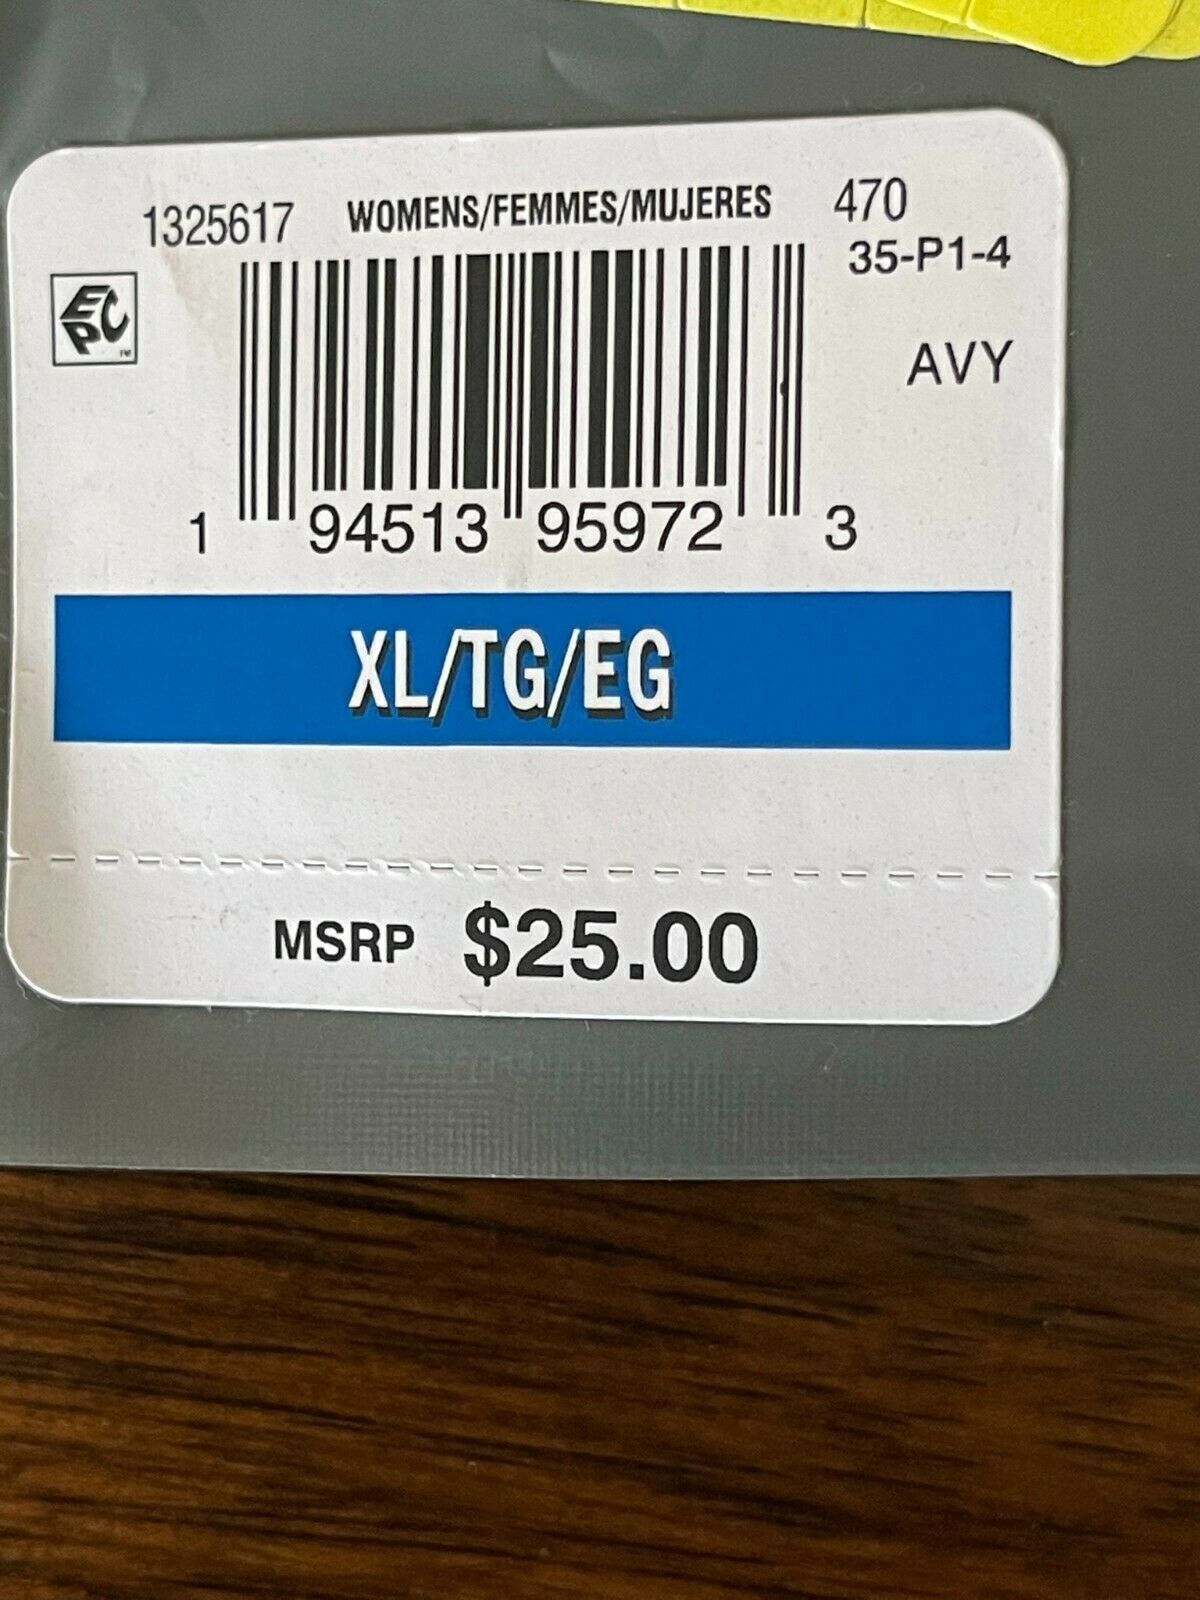 1325617 WOMENS/FEMMES/MUJERES 470
35-P1-4
EPC
TM
AVY
1 94513 95972 3
XL/TG/EG
MSRP $25.00